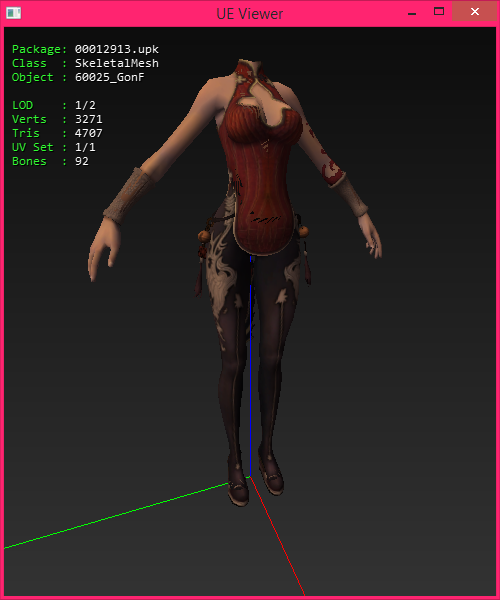 UE Viewer
Package: 00012913.upk
Class : SkeletalMesh
Object : 60025_GonF
LOD : 1/2
Verts : 3271
Tris : 4707
UV Set : 1/1
Bones : 92